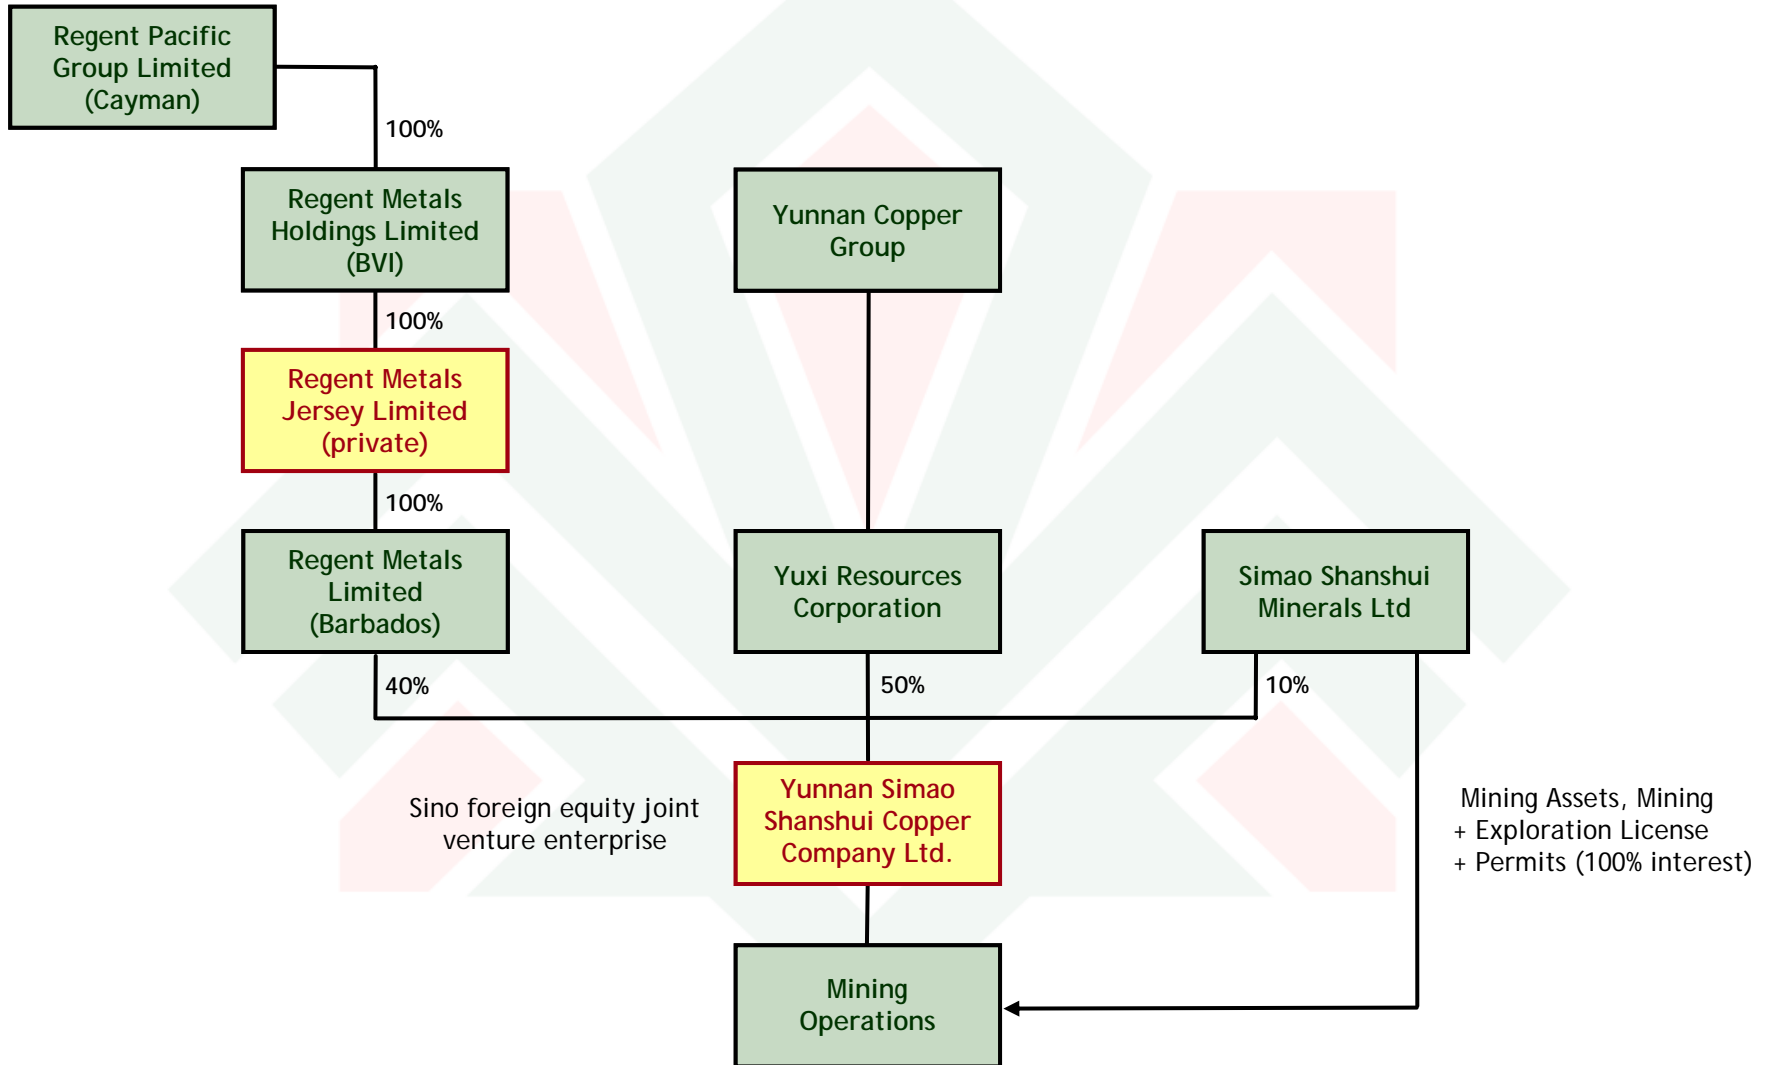 Regent Pacific
Group Limited
(Cayman)
100%
Regent Metals
Holdings Limited
(BVI)
Yunnan Copper
Group
100%
Regent Metals
Jersey Limited
(private)
100%
Regent Metals
Limited
(Barbados)
Yuxi Resources
Corporation
Simao Shanshui
Minerals Ltd
40%
50%
10%
Sino foreign equity joint
venture enterprise
Yunnan Simao
Shanshui Copper
Company Ltd.
Mining Assets, Mining
+ Exploration License
+ Permits (100% interest)
Mining
Operations